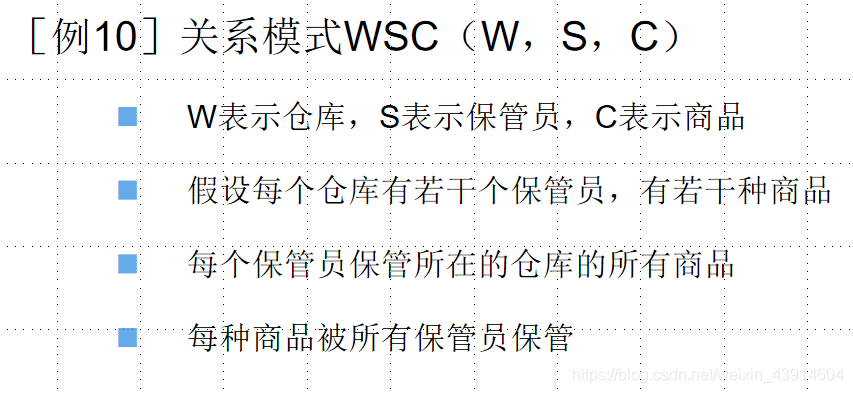 ［例10］关系模式WSC（W，S，C）
W表示仓库，S表示保管员，C表示商品
假设每个仓库有若干个保管员，有若干种商品
每个保管员保管所在的仓库的所有商品
每种商品被所有保管员保管
https://blog.csdn.net/weixin_43914604